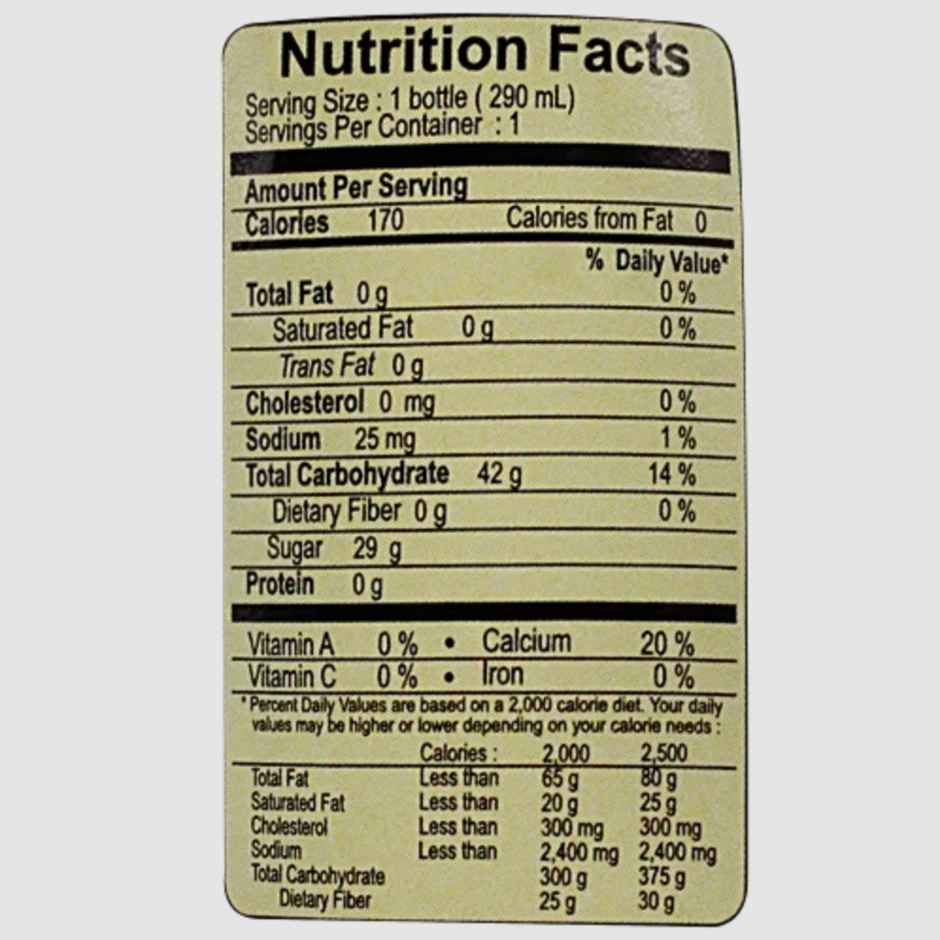 Nutrition Facts
Serving Size : 1 bottle ( 290 mL)
Servings Per Container : 1
Amount Per Serving
Calories 170 Calories from Fat 0
% Daily Value*
Total Fat 0 g 0 %
Saturated Fat 0 g 0 %
Trans Fat 0 g
Cholesterol 0 mg 0 %
Sodium 25 mg 1 %
Total Carbohydrate 42 g 14 %
Dietary Fiber 0 g 0 %
Sugar 29 g
Protein 0 g
Vitamin A 0 % • Calcium 20 %
Vitamin C 0 % • Iron 0 %
* Percent Daily Values are based on a 2,000 calorie diet. Your daily
values may be higher or lower depending on your calorie needs :
Calories : 2,000 2,500
Total Fat Less than 65 g 80 g
Saturated Fat Less than 20 g 25 g
Cholesterol Less than 300 mg 300 mg
Sodium Less than 2,400 mg 2,400 mg
Total Carbohydrate 300 g 375 g
Dietary Fiber 25 g 30 g